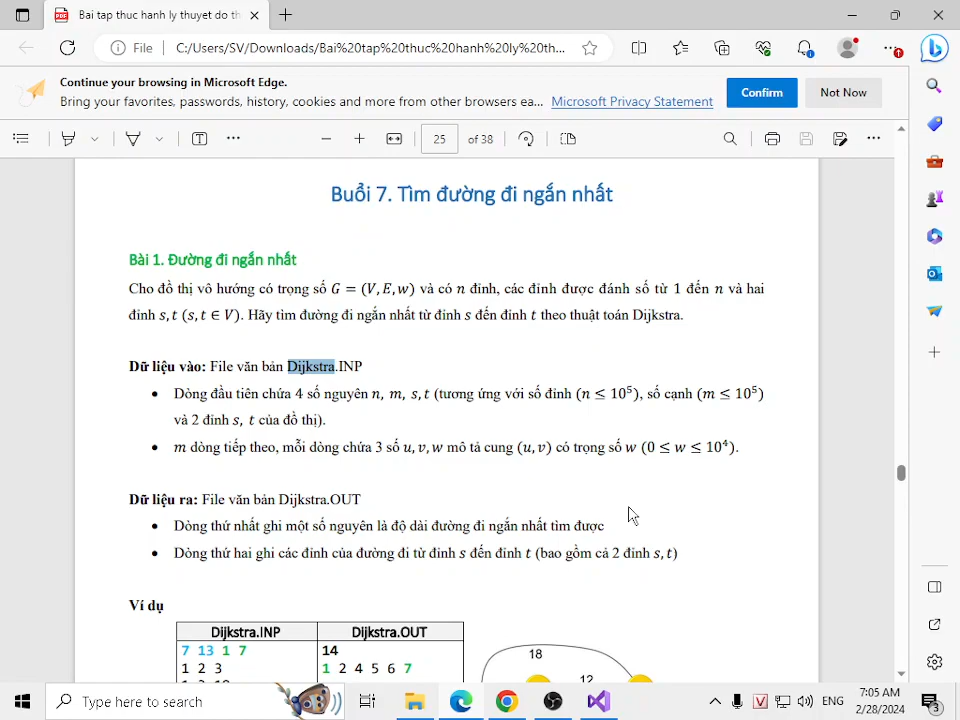 Bai tap thuc hanh ly thuyet do th
File
C:/Users/SV/Downloads/Bai%20tap%20thuc%20hanh%20ly%20th...
Continue your browsing in Microsoft Edge.
Bring your favorites, passwords, history, cookies and more from other browsers ea...
Microsoft Privacy Statement
Confirm
Not Now
25 of 38
Buổi 7. Tìm đường đi ngắn nhất
Bài 1. Đường đi ngắn nhất
Cho đồ thị vô hướng có trọng số G = (V, E, w) và có n đỉnh, các đỉnh được đánh số từ 1 đến n và hai
đỉnh s, t (s, t ∈ V). Hãy tìm đường đi ngắn nhất từ đỉnh s đến đỉnh t theo thuật toán Dijkstra.
Dữ liệu vào: File văn bản Dijkstra.INP
• Dòng đầu tiên chứa 4 số nguyên n, m, s, t (tương ứng với số đỉnh (n ≤ 10⁵), số cạnh (m ≤ 10⁵)
và 2 đỉnh s, t của đồ thị).
• m dòng tiếp theo, mỗi dòng chứa 3 số u, v, w mô tả cung (u, v) có trọng số w (0 ≤ w ≤ 10⁴).
Dữ liệu ra: File văn bản Dijkstra.OUT
• Dòng thứ nhất ghi một số nguyên là độ dài đường đi ngắn nhất tìm được
• Dòng thứ hai ghi các đỉnh của đường đi từ đỉnh s đến đỉnh t (bao gồm cả 2 đỉnh s, t)
Ví dụ
Dijkstra.INP Dijkstra.OUT
7 13 1 7 14
1 2 3 1 2 4 5 6 7
18
12
Type here to search
ENG
7:05 AM
2/28/2024
3